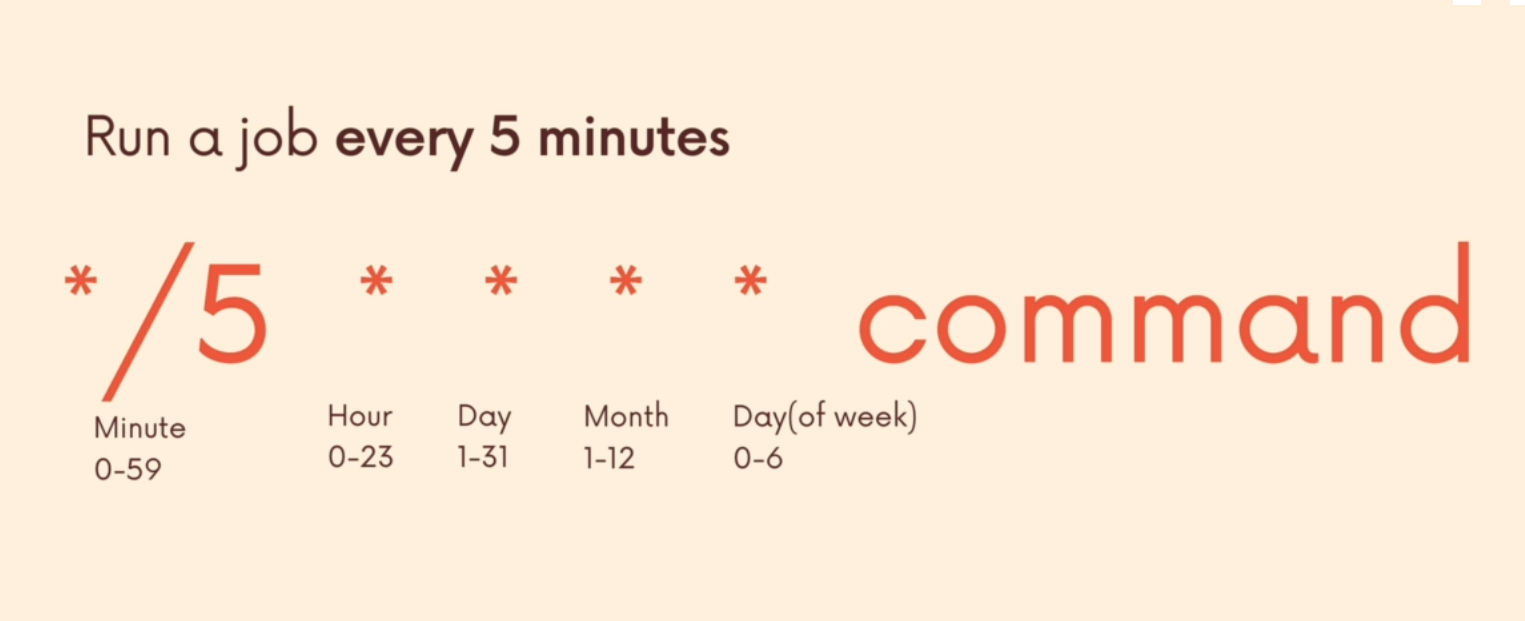 Run a job every 5 minutes
*/5 * * * * command
Minute Hour Day Month Day(of week)
0-59 0-23 1-31 1-12 0-6